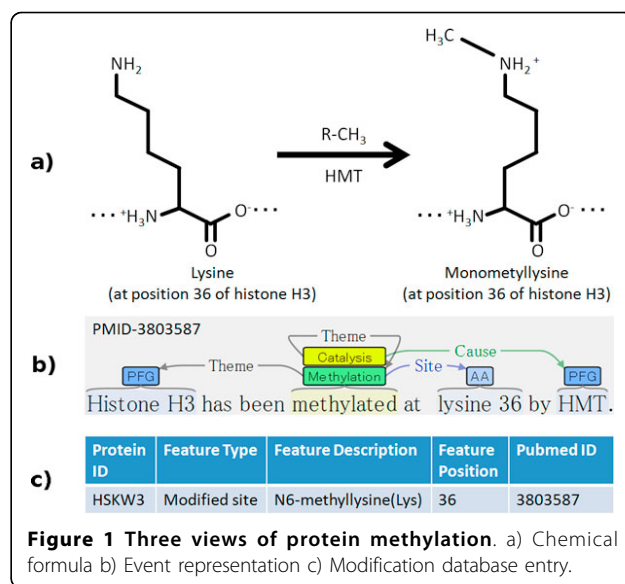 H₃C
NH₂
NH₂⁺
R-CH₃
a)
HMT
··· ⁺H₃N
O⁻ ···
O
··· ⁺H₃N
O⁻ ···
O
Lysine
(at position 36 of histone H3)
Monometyllysine
(at position 36 of histone H3)
PMID-3803587
Theme
Catalysis
Cause
b)
PFG
Theme
Methylation
Site
AA
PFG
Histone H3 has been methylated at lysine 36 by HMT.
c)
Protein ID Feature Type Feature Description Feature Position Pubmed ID
HSKW3 Modified site N6-methyllysine(Lys) 36 3803587
Figure 1 Three views of protein methylation. a) Chemical
formula b) Event representation c) Modification database entry.